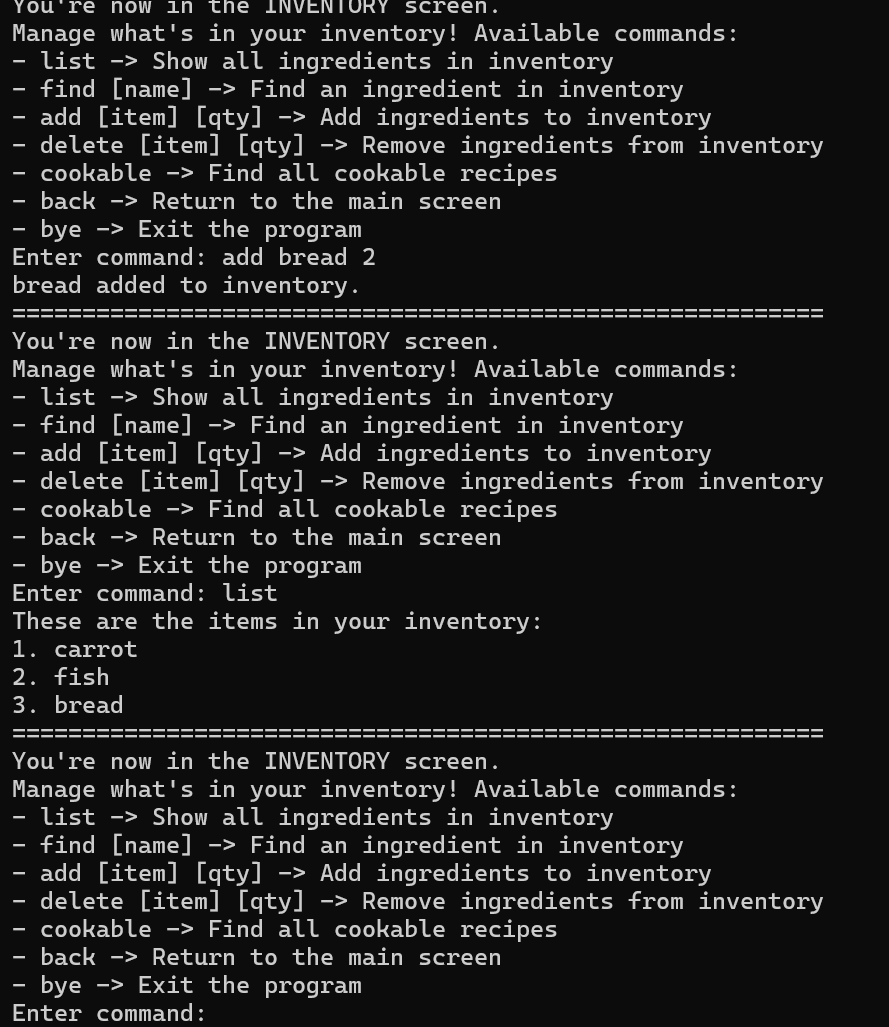 You're now in the INVENTORY screen.
Manage what's in your inventory! Available commands:
- list -> Show all ingredients in inventory
- find [name] -> Find an ingredient in inventory
- add [item] [qty] -> Add ingredients to inventory
- delete [item] [qty] -> Remove ingredients from inventory
- cookable -> Find all cookable recipes
- back -> Return to the main screen
- bye -> Exit the program
Enter command: add bread 2
bread added to inventory.
==========================================================
You're now in the INVENTORY screen.
Manage what's in your inventory! Available commands:
- list -> Show all ingredients in inventory
- find [name] -> Find an ingredient in inventory
- add [item] [qty] -> Add ingredients to inventory
- delete [item] [qty] -> Remove ingredients from inventory
- cookable -> Find all cookable recipes
- back -> Return to the main screen
- bye -> Exit the program
Enter command: list
These are the items in your inventory:
1. carrot
2. fish
3. bread
==========================================================
You're now in the INVENTORY screen.
Manage what's in your inventory! Available commands:
- list -> Show all ingredients in inventory
- find [name] -> Find an ingredient in inventory
- add [item] [qty] -> Add ingredients to inventory
- delete [item] [qty] -> Remove ingredients from inventory
- cookable -> Find all cookable recipes
- back -> Return to the main screen
- bye -> Exit the program
Enter command: